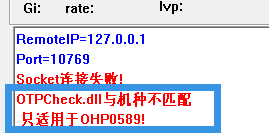 Gi: rate: lvp:
RemoteIP=127.0.0.1
Port=10769
Socket连接失败!
OTPCheck.dll与机种不匹配
只适用于OHP0589!